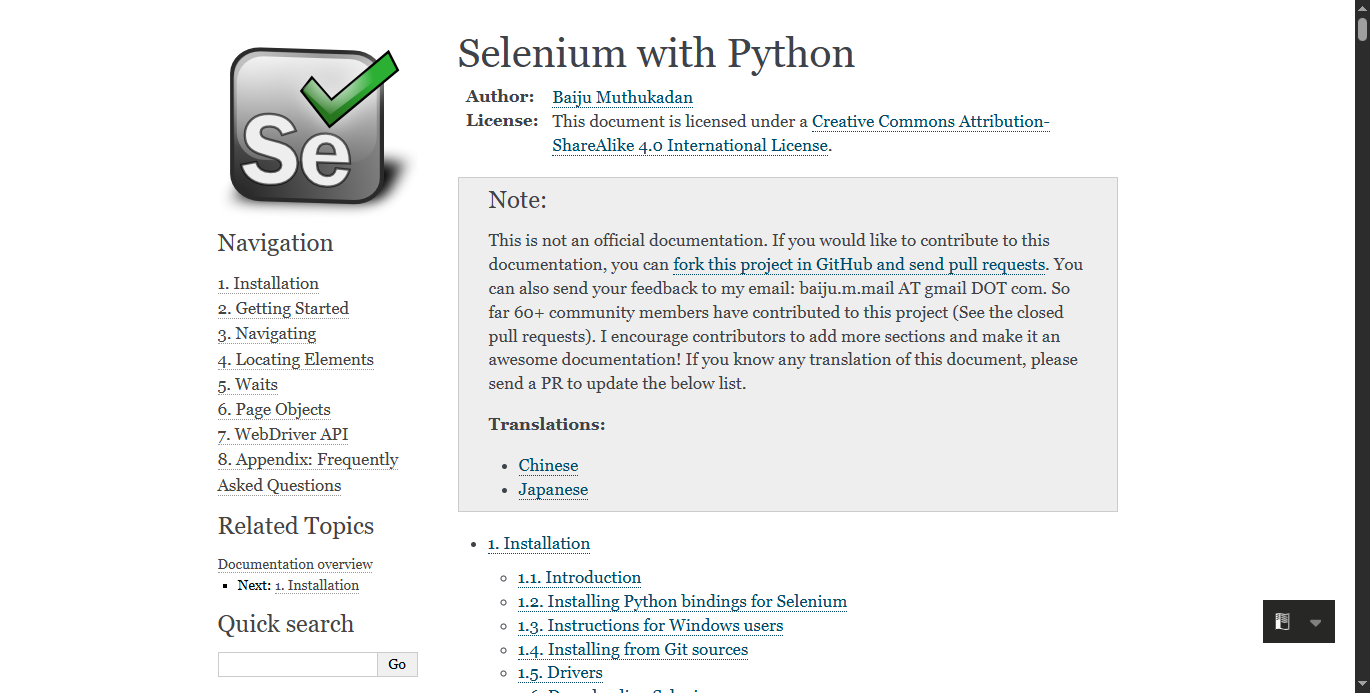 Se
Navigation
1. Installation
2. Getting Started
3. Navigating
4. Locating Elements
5. Waits
6. Page Objects
7. WebDriver API
8. Appendix: Frequently
Asked Questions
Related Topics
Documentation overview
Next: 1. Installation
Quick search
Go
Selenium with Python
Author: Baiju Muthukadan
License: This document is licensed under a Creative Commons Attribution-
ShareAlike 4.0 International License.
Note:
This is not an official documentation. If you would like to contribute to this
documentation, you can fork this project in GitHub and send pull requests. You
can also send your feedback to my email: baiju.m.mail AT gmail DOT com. So
far 60+ community members have contributed to this project (See the closed
pull requests). I encourage contributors to add more sections and make it an
awesome documentation! If you know any translation of this document, please
send a PR to update the below list.
Translations:
Chinese
Japanese
1. Installation
1.1. Introduction
1.2. Installing Python bindings for Selenium
1.3. Instructions for Windows users
1.4. Installing from Git sources
1.5. Drivers